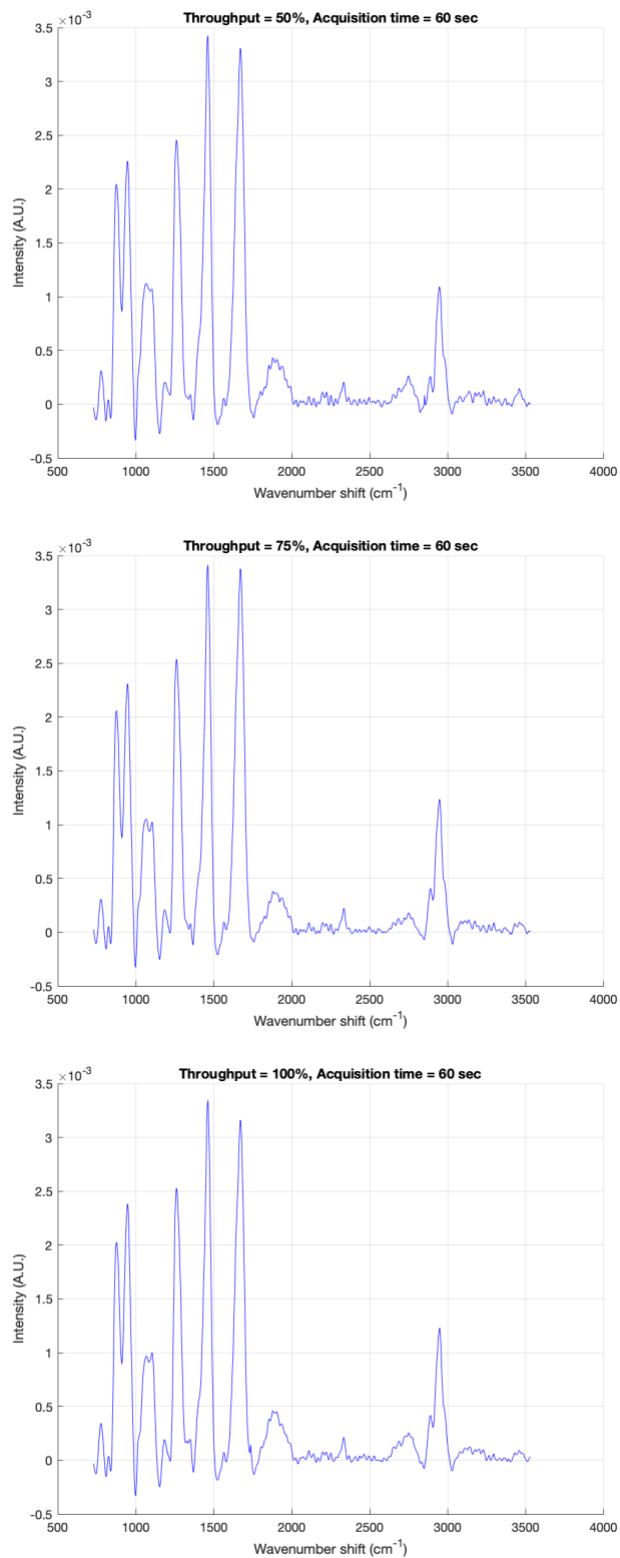 Throughput = 50%, Acquisition time = 60 sec
×10⁻³
3.5
3
2.5
2
1.5
1
0.5
0
-0.5
Intensity (A.U.)
500 1000 1500 2000 2500 3000 3500 4000
Wavenumber shift (cm⁻¹)
Throughput = 75%, Acquisition time = 60 sec
×10⁻³
3.5
3
2.5
2
1.5
1
0.5
0
-0.5
Intensity (A.U.)
500 1000 1500 2000 2500 3000 3500 4000
Wavenumber shift (cm⁻¹)
Throughput = 100%, Acquisition time = 60 sec
×10⁻³
3.5
3
2.5
2
1.5
1
0.5
0
-0.5
Intensity (A.U.)
500 1000 1500 2000 2500 3000 3500 4000
Wavenumber shift (cm⁻¹)